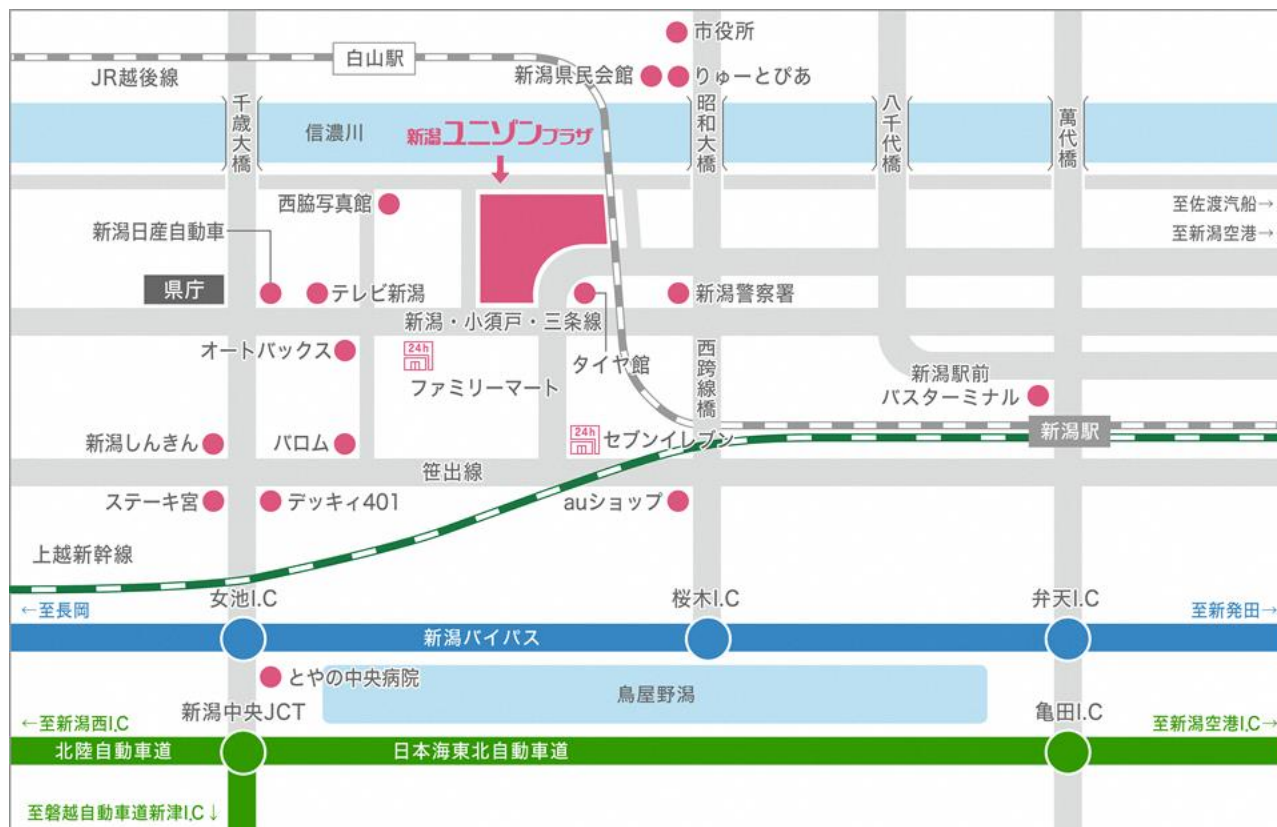 市役所
白山駅
新潟県民会館
りゅーとぴあ
JR越後線
千歳大橋
昭和大橋
八千代橋
萬代橋
信濃川
新潟ユニゾンプラザ
西脇写真館
至佐渡汽船→
新潟日産自動車
至新潟空港→
県庁
テレビ新潟
新潟警察署
新潟・小須戸・三条線
オートバックス
24h
ファミリーマート
タイヤ館
西跨線橋
新潟駅前
バスターミナル
新潟しんきん
バロム
24h
セブンイレブン
新潟駅
笹出線
ステーキ宮
デッキィ401
auショップ
上越新幹線
女池I.C
桜木I.C
弁天I.C
←至長岡
至新発田→
新潟バイパス
とやの中央病院
鳥屋野潟
新潟中央JCT
亀田I.C
←至新潟西I.C
至新潟空港I.C→
北陸自動車道
日本海東北自動車道
至磐越自動車道新津I.C↓